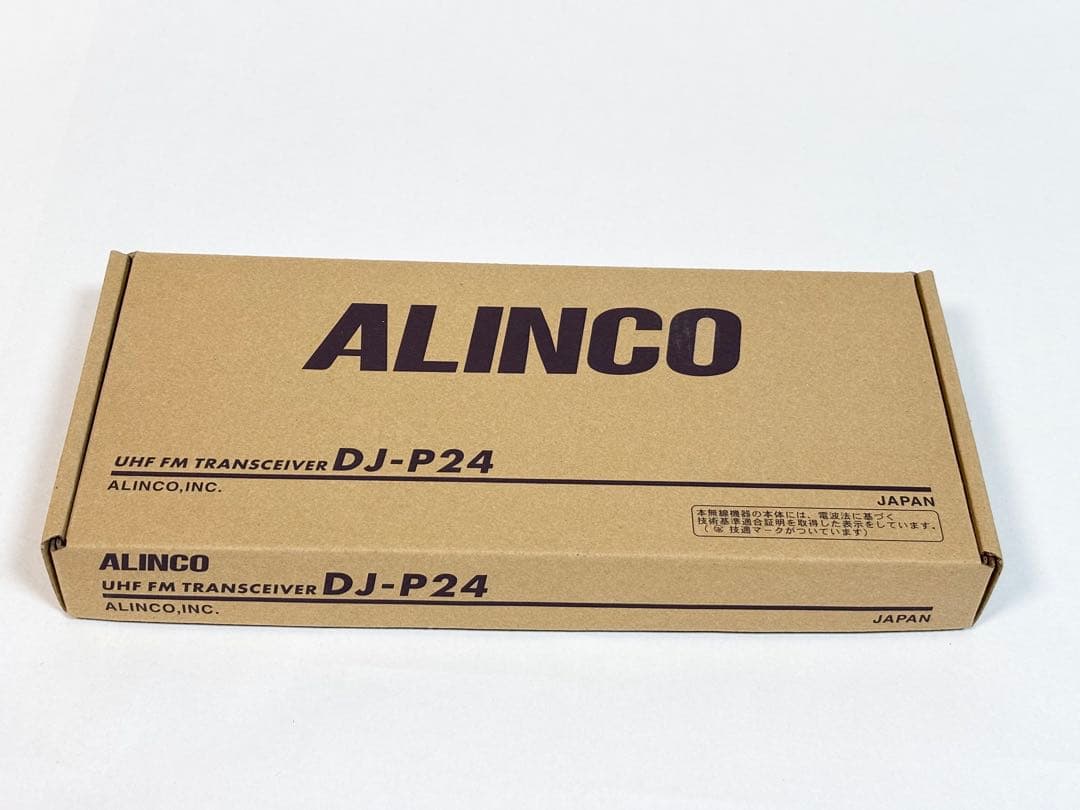 ALINCO
UHF FM TRANSCEIVER DJ-P24
ALINCO,INC.
JAPAN
本無線機器の本体には、電波法に基づく
技術基準適合証明を取得した表示をしています。
( 技適マークがついています)
ALINCO
UHF FM TRANSCEIVER DJ-P24
ALINCO,INC.
JAPAN